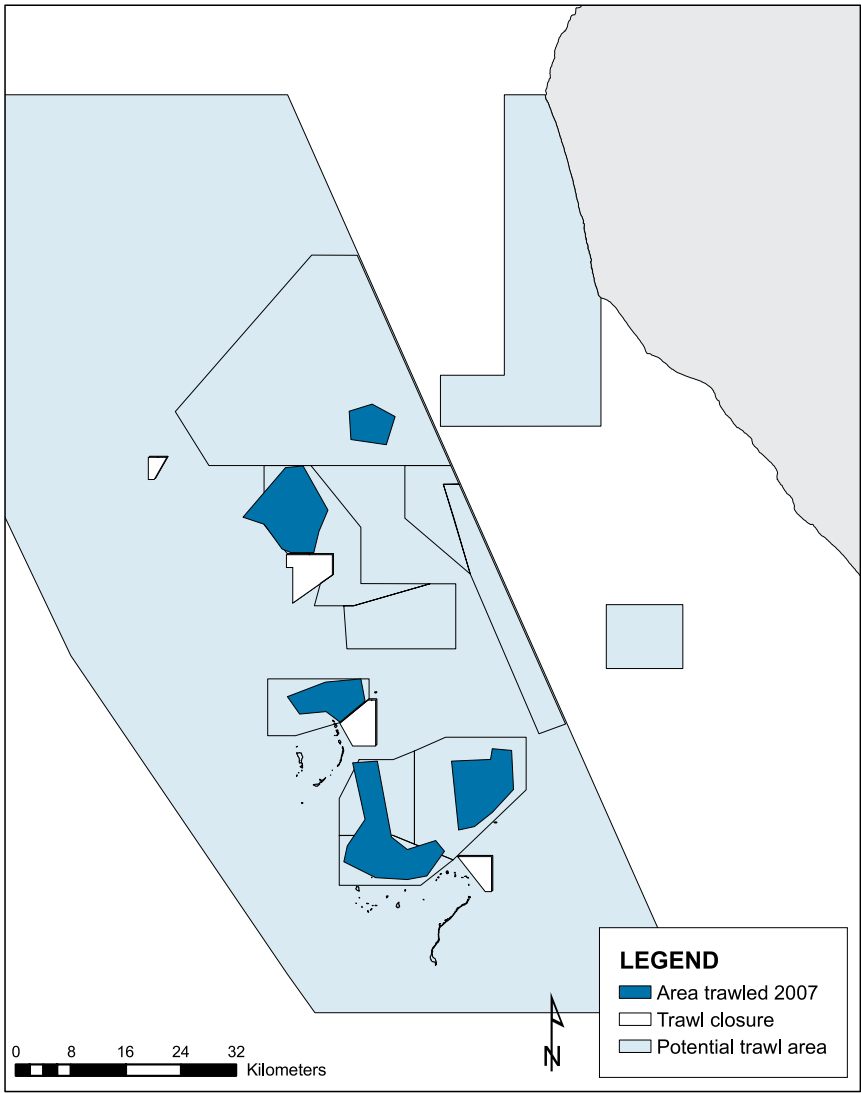 LEGEND
Area trawled 2007
Trawl closure
Potential trawl area
N
0 8 16 24 32
Kilometers